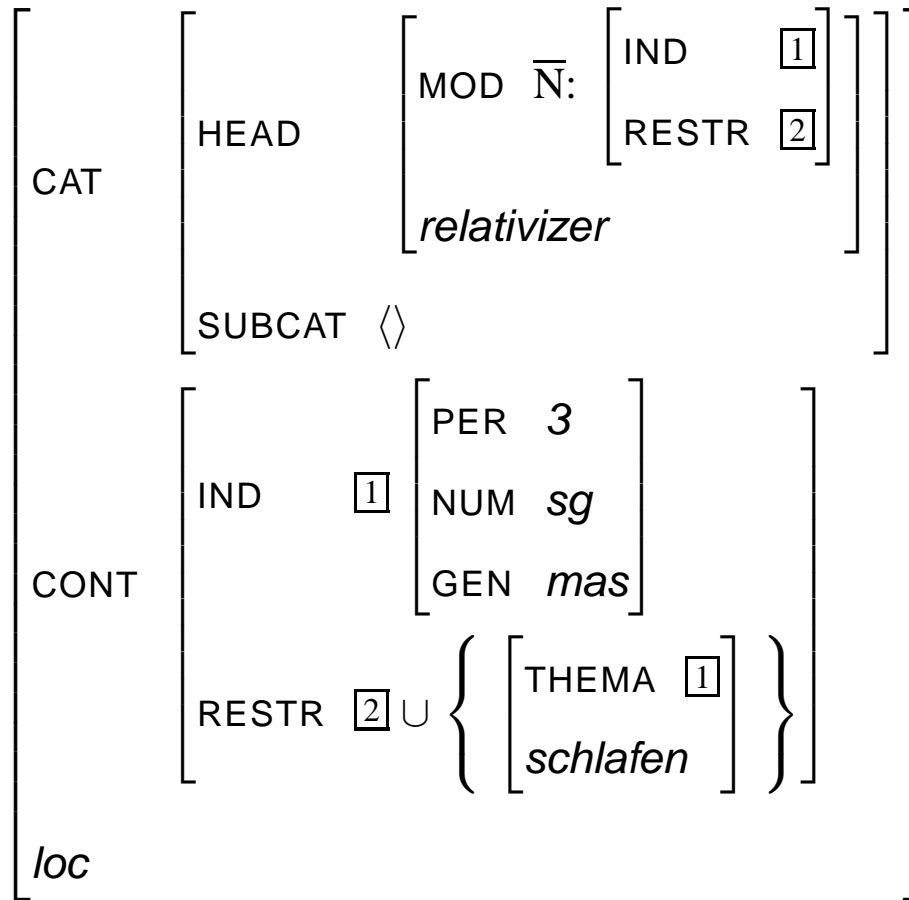 IND 1
MOD N̅:
HEAD RESTR 2
CAT
relativizer
SUBCAT ⟨⟩
PER 3
IND 1 NUM sg
CONT GEN mas
THEMA 1
RESTR 2 ∪ {
schlafen }
loc